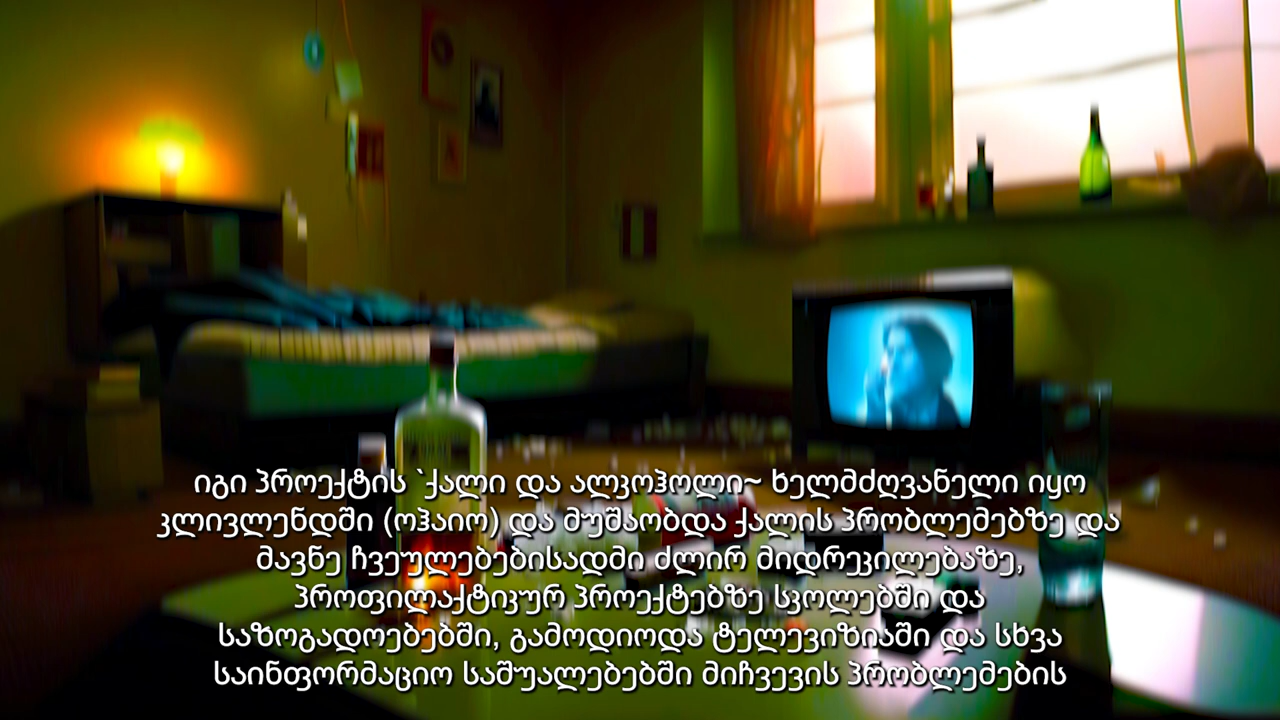 იგი პროექტის `ქალი და ალკოჰოლი~ ხელმძღვანელი იყო
კლივლენდში (ოჰაიო) და მუშაობდა ქალის პრობლემებზე და
მავნე ჩვეულებებისადმი ძლირ მიდრეკილებაზე,
პროფილაქტიკურ პროექტებზე სკოლებში და
საზოგადოებებში, გამოდიოდა ტელევიზიაში და სხვა
საინფორმაციო საშუალებებში მიჩვევის პრობლემების